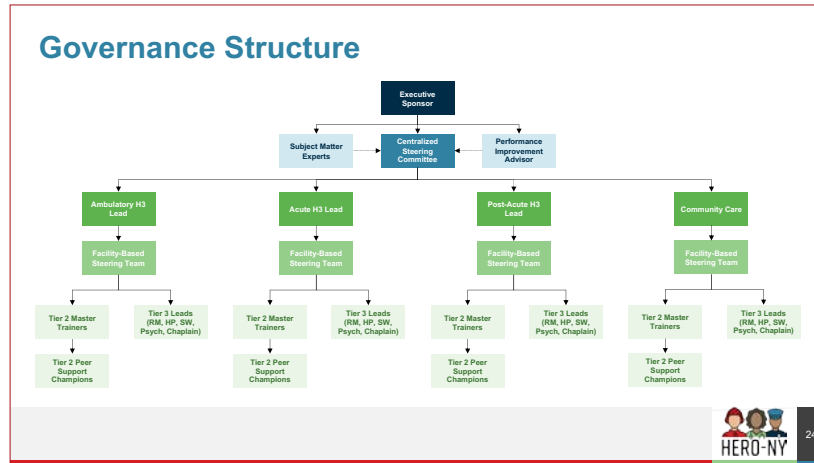 Governance Structure
Executive
Sponsor
Subject Matter
Experts
Centralized
Steering
Committee
Performance
Improvement
Advisor
Ambulatory H3
Lead
Acute H3 Lead
Post-Acute H3
Lead
Community Care
Facility-Based
Steering Team
Facility-Based
Steering Team
Facility-Based
Steering Team
Facility-Based
Steering Team
Tier 2 Master
Trainers
Tier 3 Leads
(RM, HP, SW,
Psych, Chaplain)
Tier 2 Master
Trainers
Tier 3 Leads
(RM, HP, SW,
Psych, Chaplain)
Tier 2 Master
Trainers
Tier 3 Leads
(RM, HP, SW,
Psych, Chaplain)
Tier 2 Master
Trainers
Tier 3 Leads
(RM, HP, SW,
Psych, Chaplain)
Tier 2 Peer
Support
Champions
Tier 2 Peer
Support
Champions
Tier 2 Peer
Support
Champions
Tier 2 Peer
Support
Champions
HERO-NY
24